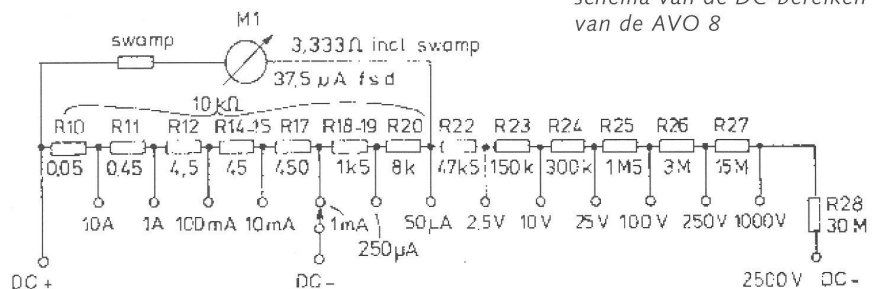 schema van de DC bereiken
van de AVO 8
M1
swamp
3,333Ω incl swamp
37,5 µA fsd
10 kΩ
R10 R11 R12 R14-15 R17 R18-19 R20 R22 R23 R24 R25 R26 R27
0,05 0,45 4,5 45 450 1k5 8k 47k5 150k 300k 1M5 3M 15M
10A 1A 100mA 10mA 1mA 50µA 2,5V 10V 25V 100V 250V 1000V
R28
30M
250µA
DC+ DC- 2500V DC-